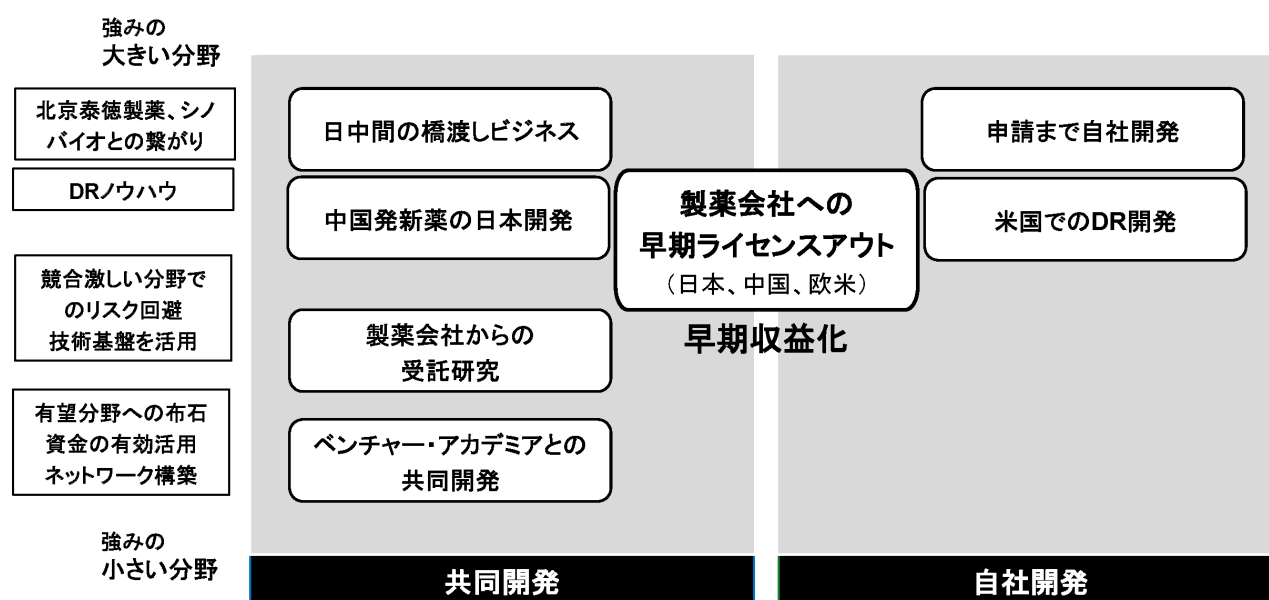 強みの
大きい分野
北京泰徳製薬、シノ
バイオとの繋がり
DRノウハウ
競合激しい分野で
のリスク回避
技術基盤を活用
有望分野への布石
資金の有効活用
ネットワーク構築
強みの
小さい分野
日中間の橋渡しビジネス
中国発新薬の日本開発
製薬会社からの
受託研究
ベンチャー・アカデミアとの
共同開発
製薬会社への
早期ライセンスアウト
（日本、中国、欧米）
早期収益化
申請まで自社開発
米国でのDR開発
共同開発
自社開発